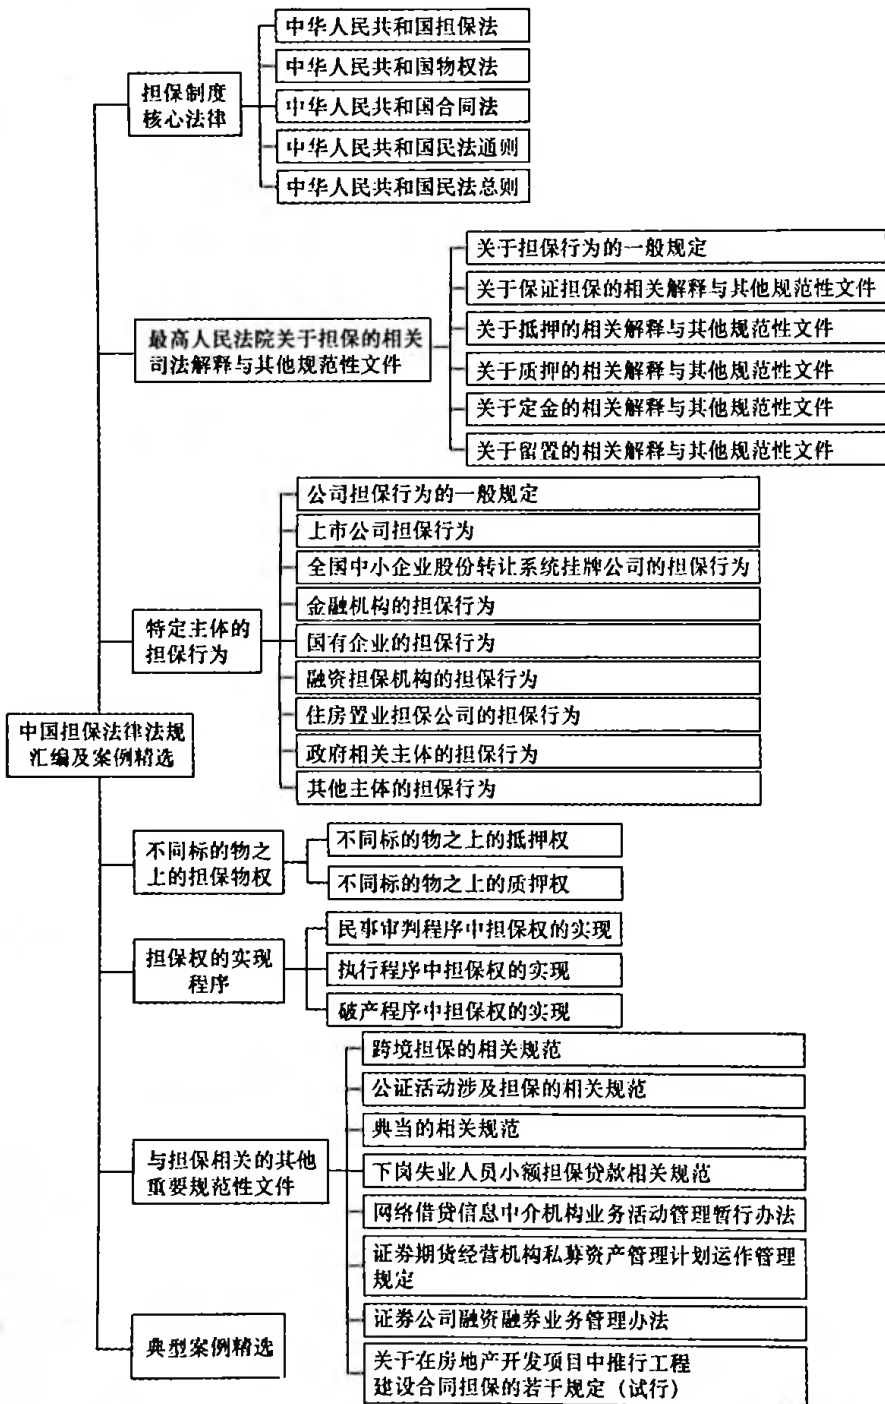 中华人民共和国担保法
中华人民共和国物权法
担保制度
核心法律
中华人民共和国合同法
中华人民共和国民法通则
中华人民共和国民法总则
关于担保行为的一般规定
关于保证担保的相关解释与其他规范性文件
最高人民法院关于担保的相关
司法解释与其他规范性文件
关于抵押的相关解释与其他规范性文件
关于质押的相关解释与其他规范性文件
关于定金的相关解释与其他规范性文件
关于留置的相关解释与其他规范性文件
公司担保行为的一般规定
上市公司担保行为
全国中小企业股份转让系统挂牌公司的担保行为
金融机构的担保行为
特定主体的
担保行为
国有企业的担保行为
融资担保机构的担保行为
住房置业担保公司的担保行为
政府相关主体的担保行为
其他主体的担保行为
中国担保法律法规
汇编及案例精选
不同标的物之
上的担保物权
不同标的物之上的抵押权
不同标的物之上的质押权
担保权的实现
程序
民事审判程序中担保权的实现
执行程序中担保权的实现
破产程序中担保权的实现
跨境担保的相关规范
公证活动涉及担保的相关规范
典当的相关规范
与担保相关的其他
重要规范性文件
下岗失业人员小额担保贷款相关规范
网络借贷信息中介机构业务活动管理暂行办法
证券期货经营机构私募资产管理计划运作管理
规定
证券公司融资融券业务管理办法
关于在房地产开发项目中推行工程
建设合同担保的若干规定（试行）
典型案例精选